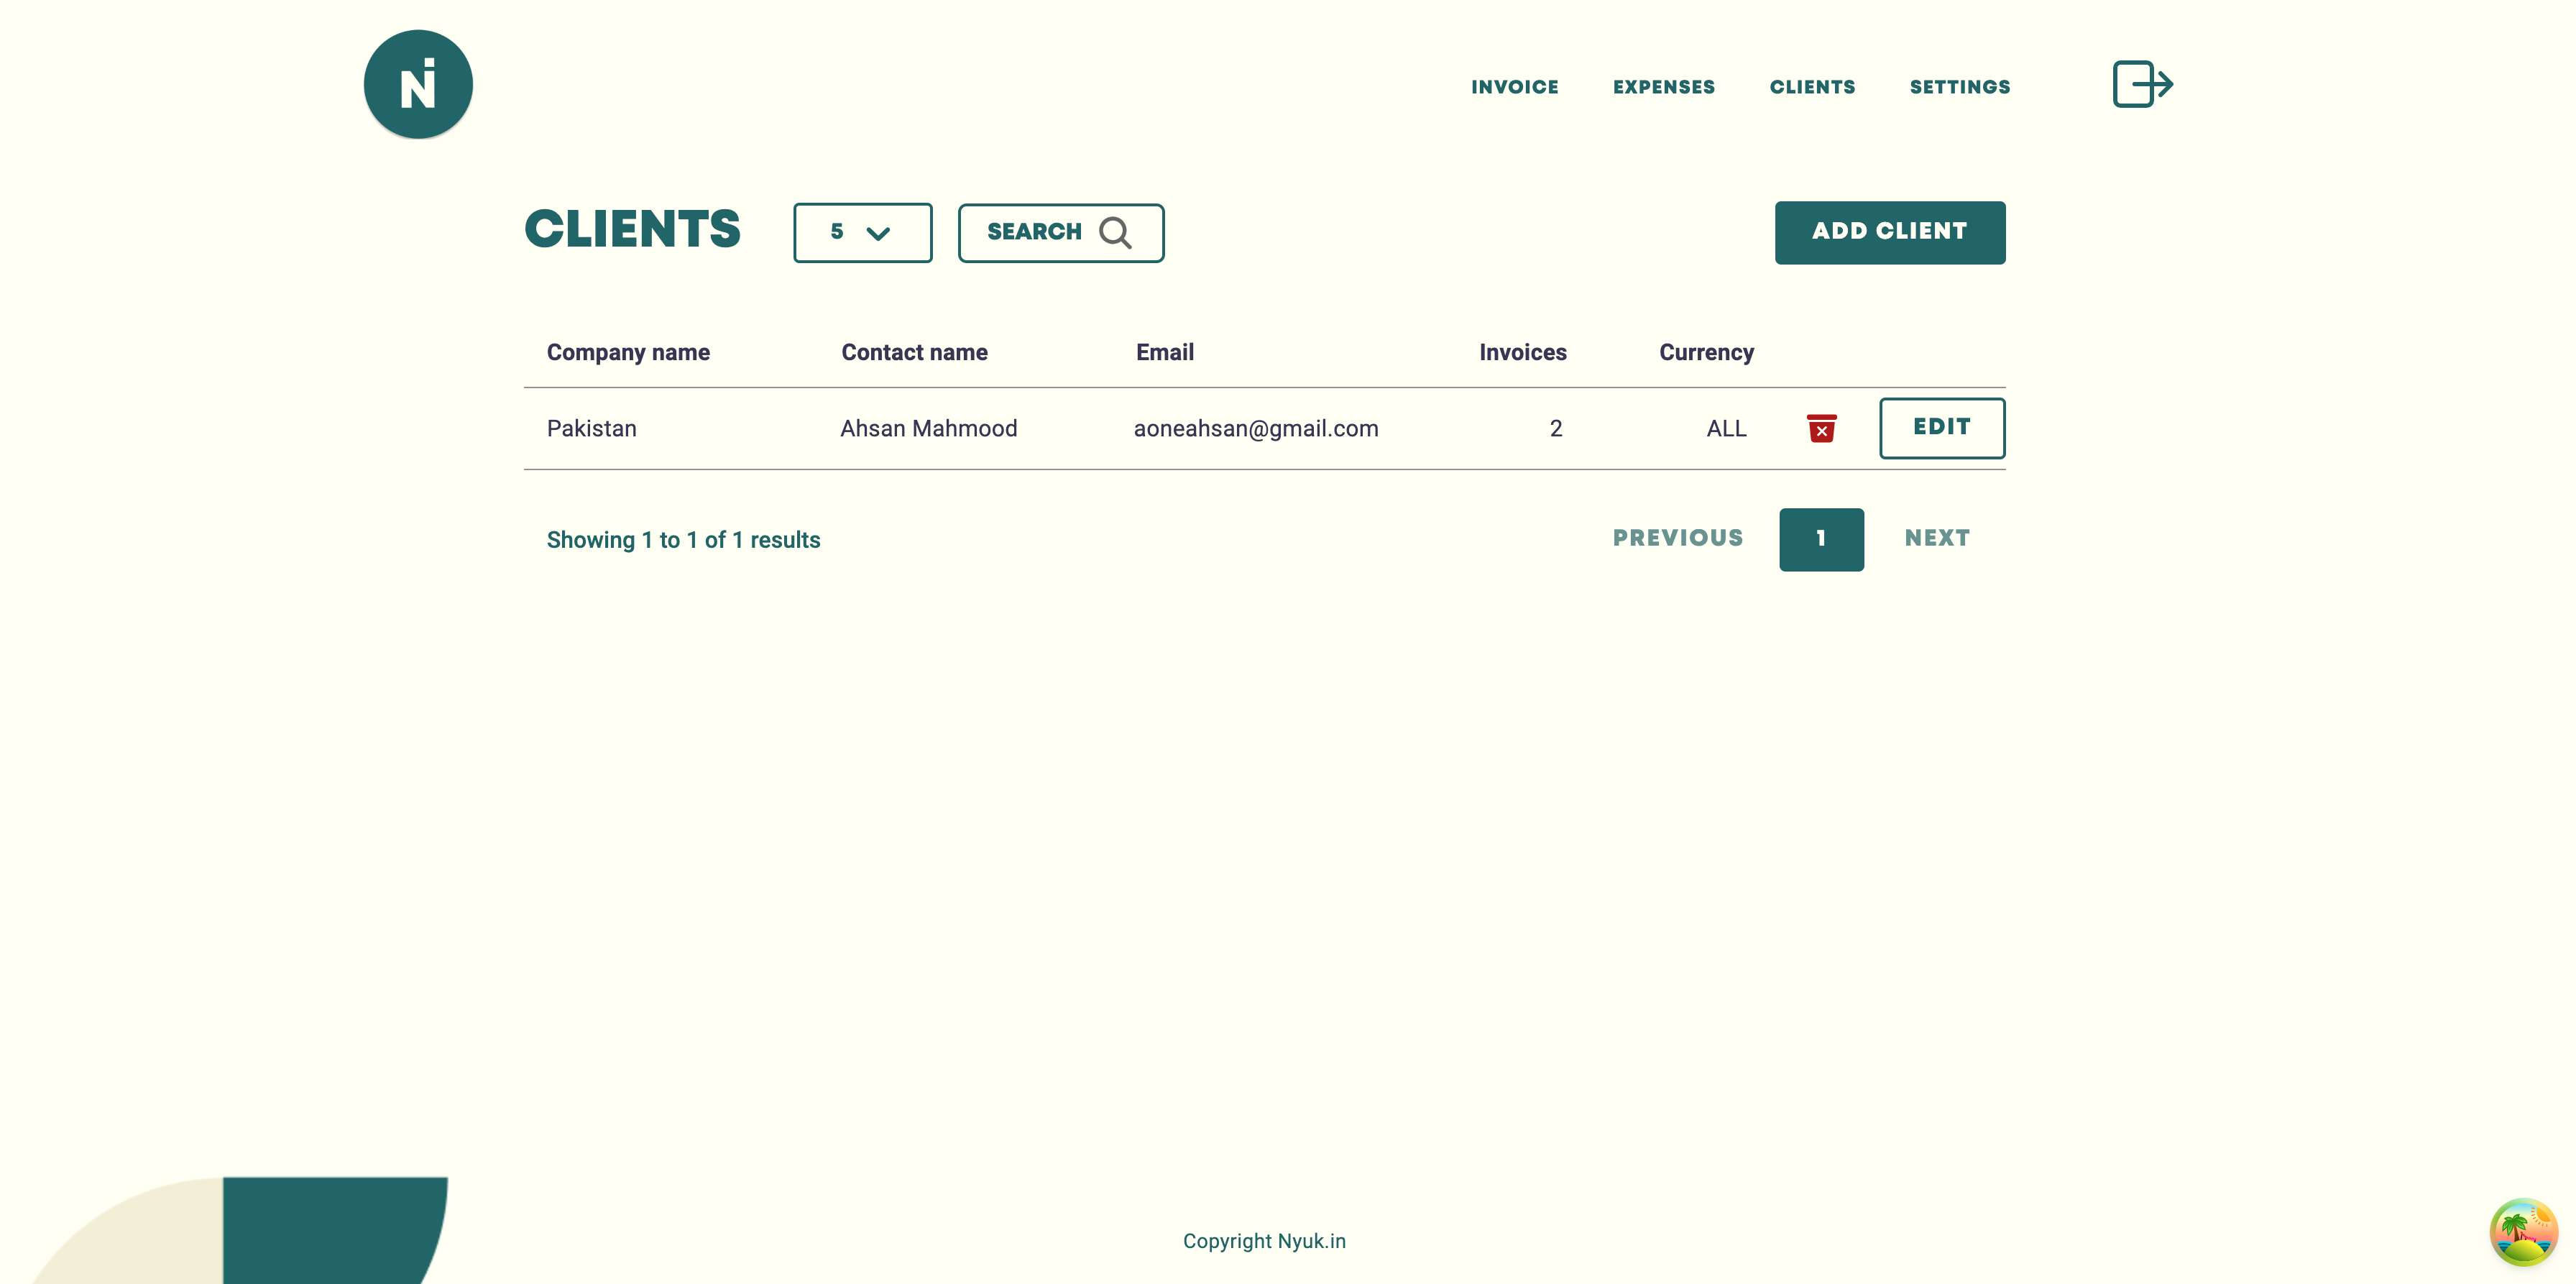 Ni
INVOICE EXPENSES CLIENTS SETTINGS
CLIENTS 5 SEARCH ADD CLIENT
Company name Contact name Email Invoices Currency
Pakistan Ahsan Mahmood aoneahsan@gmail.com 2 ALL EDIT
Showing 1 to 1 of 1 results PREVIOUS 1 NEXT
Copyright Nyuk.in